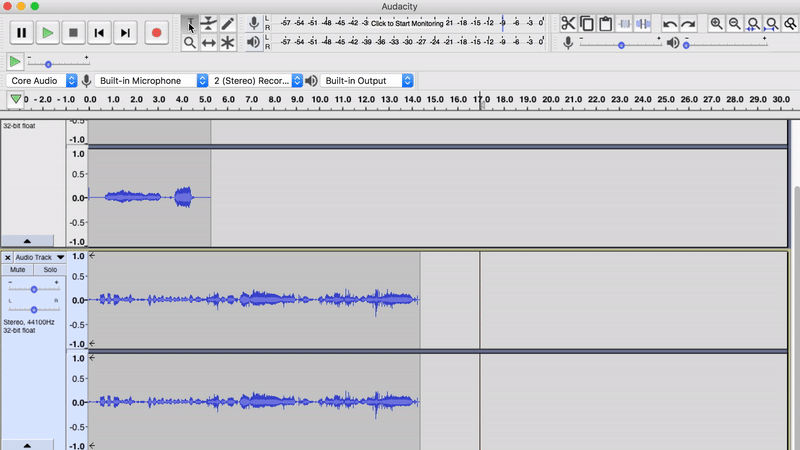 Audacity
L
R
-57 -54 -51 -48 -45 -42 -3 Click to Start Monitoring 21 -18 -15 -12 -9 -6 -3 0
L
R
-57 -54 -51 -48 -45 -42 -39 -36 -33 -30 -27 -24 -21 -18 -15 -12 -9 -6 -3 0
- +
- +
- +
Core Audio Built-in Microphone 2 (Stereo) Recor... Built-in Output
.0 - 2.0 - 1.0 0.0 1.0 2.0 3.0 4.0 5.0 6.0 7.0 8.0 9.0 10.0 11.0 12.0 13.0 14.0 15.0 16.0 17.0 18.0 19.0 20.0 21.0 22.0 23.0 24.0 25.0 26.0 27.0 28.0 29.0 30.0
32-bit float
-0.5
-1.0
1.0
0.5
0.0
-0.5
-1.0
Audio Track
Mute Solo
- +
L R
Stereo, 44100Hz
32-bit float
1.0
0.5
0.0
-0.5
-1.0
1.0
0.5
0.0
-0.5
-1.0